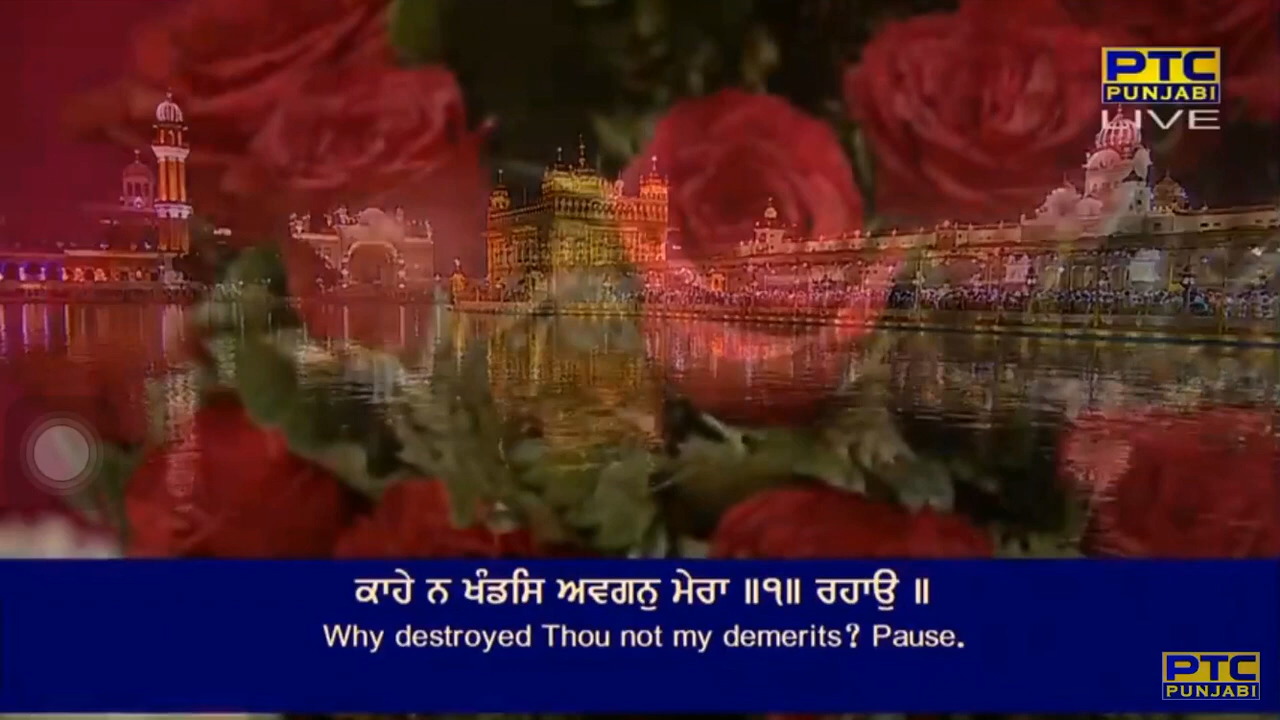 PTC
PUNJABI
LIVE
ਕਾਹੇ ਨ ਖੰਡਸਿ ਅਵਗਨੁ ਮੇਰਾ ॥੧॥ ਰਹਾਉ ॥
Why destroyed Thou not my demerits? Pause.
PTC
PUNJABI